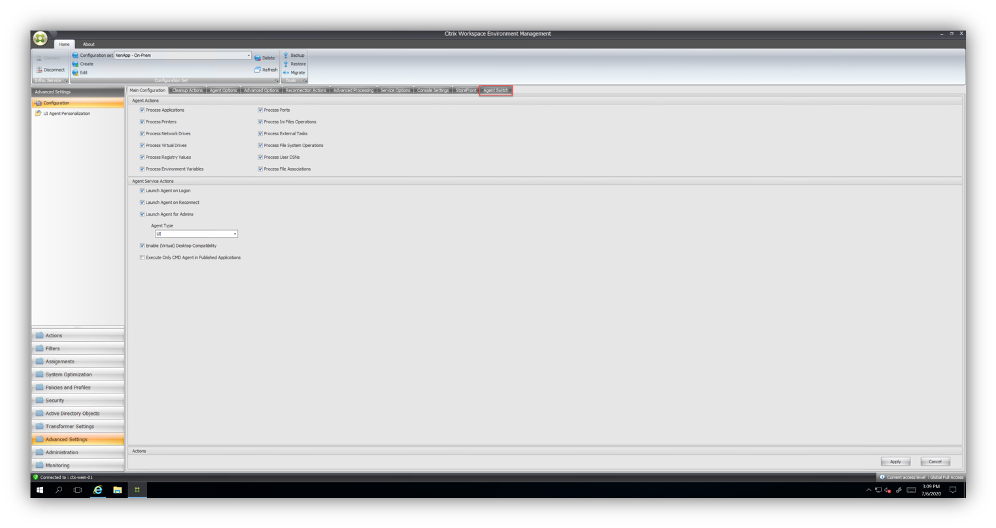 Citrix Workspace Environment Management
Home About
Configuration set XenApp - On-Prem
Create
Edit
Disconnect
Delete
Refresh
Backup
Restore
Migrate
Configuration Set
Advanced Settings
Configuration
UI Agent Personalization
Main Configuration Cleanup Actions Agent Options Advanced Options Reconnection Actions Advanced Processing Service Options Console Settings StoreFront Agent Switch
Agent Actions
Process Applications Process Ports
Process Printers Process Ini Files Operations
Process Network Drives Process External Tasks
Process Virtual Drives Process File System Operations
Process Registry Values Process User DSNs
Process Environment Variables Process File Associations
Agent Service Actions
Launch Agent on Logon
Launch Agent on Reconnect
Launch Agent for Admins
Agent Type
UI
Enable (Virtual) Desktop Compatibility
Execute Only CMD Agent in Published Applications
Actions
Filters
Assignments
System Optimization
Policies and Profiles
Security
Active Directory Objects
Transformer Settings
Advanced Settings
Administration
Monitoring
Actions
Apply Cancel
Connected to : ctx-wem-01
Current access level : Global Full Access
3:09 PM
7/6/2020